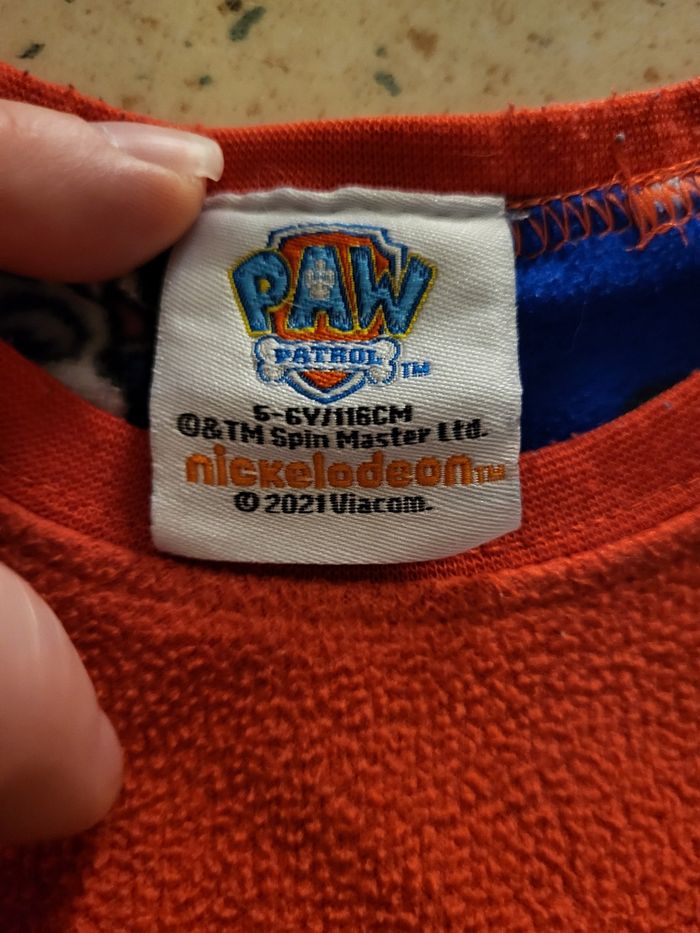 PAW
PATROL TM
5-6Y/116CM
©&TM Spin Master Ltd.
nickelodeon TM
© 2021 Viacom.